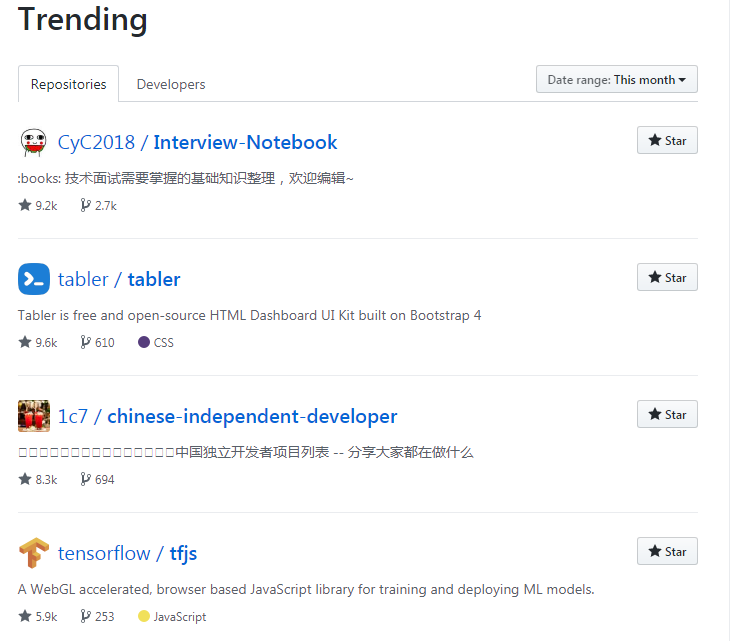 Trending
Repositories Developers Date range: This month
CyC2018 / Interview-Notebook Star
:books: 技术面试需要掌握的基础知识整理，欢迎编辑~
9.2k 2.7k
tabler / tabler Star
Tabler is free and open-source HTML Dashboard UI Kit built on Bootstrap 4
9.6k 610 CSS
1c7 / chinese-independent-developer Star
□□□□□□□□□□□□□□□中国独立开发者项目列表 -- 分享大家都在做什么
8.3k 694
tensorflow / tfjs Star
A WebGL accelerated, browser based JavaScript library for training and deploying ML models.
5.9k 253 JavaScript